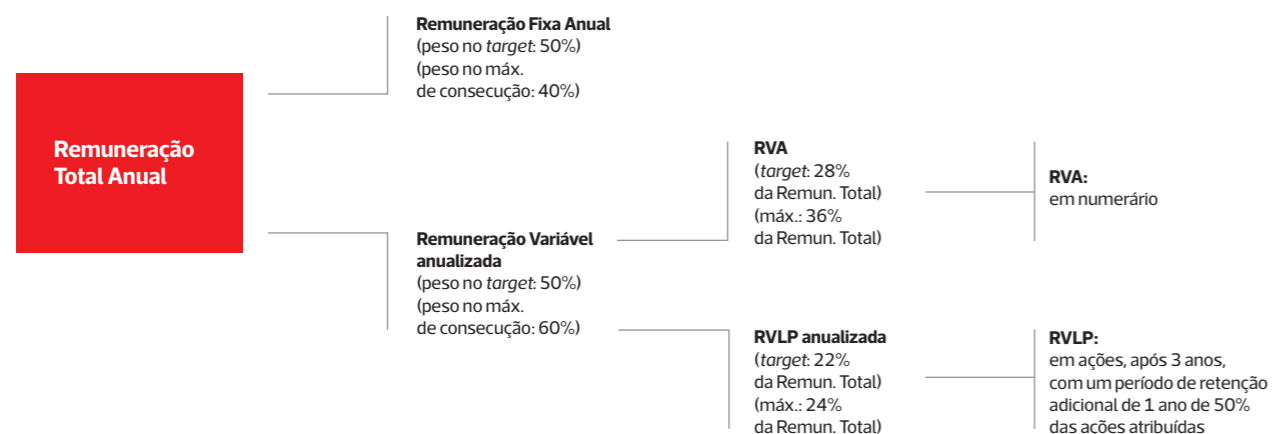 Remuneração
Total Anual
Remuneração Fixa Anual
(peso no target: 50%)
(peso no máx.
de consecução: 40%)
Remuneração Variável
anualizada
(peso no target: 50%)
(peso no máx.
de consecução: 60%)
RVA
(target: 28%
da Remun. Total)
(máx.: 36%
da Remun. Total)
RVA:
em numerário
RVLP anualizada
(target: 22%
da Remun. Total)
(máx.: 24%
da Remun. Total)
RVLP:
em ações, após 3 anos,
com um período de retenção
adicional de 1 ano de 50%
das ações atribuídas